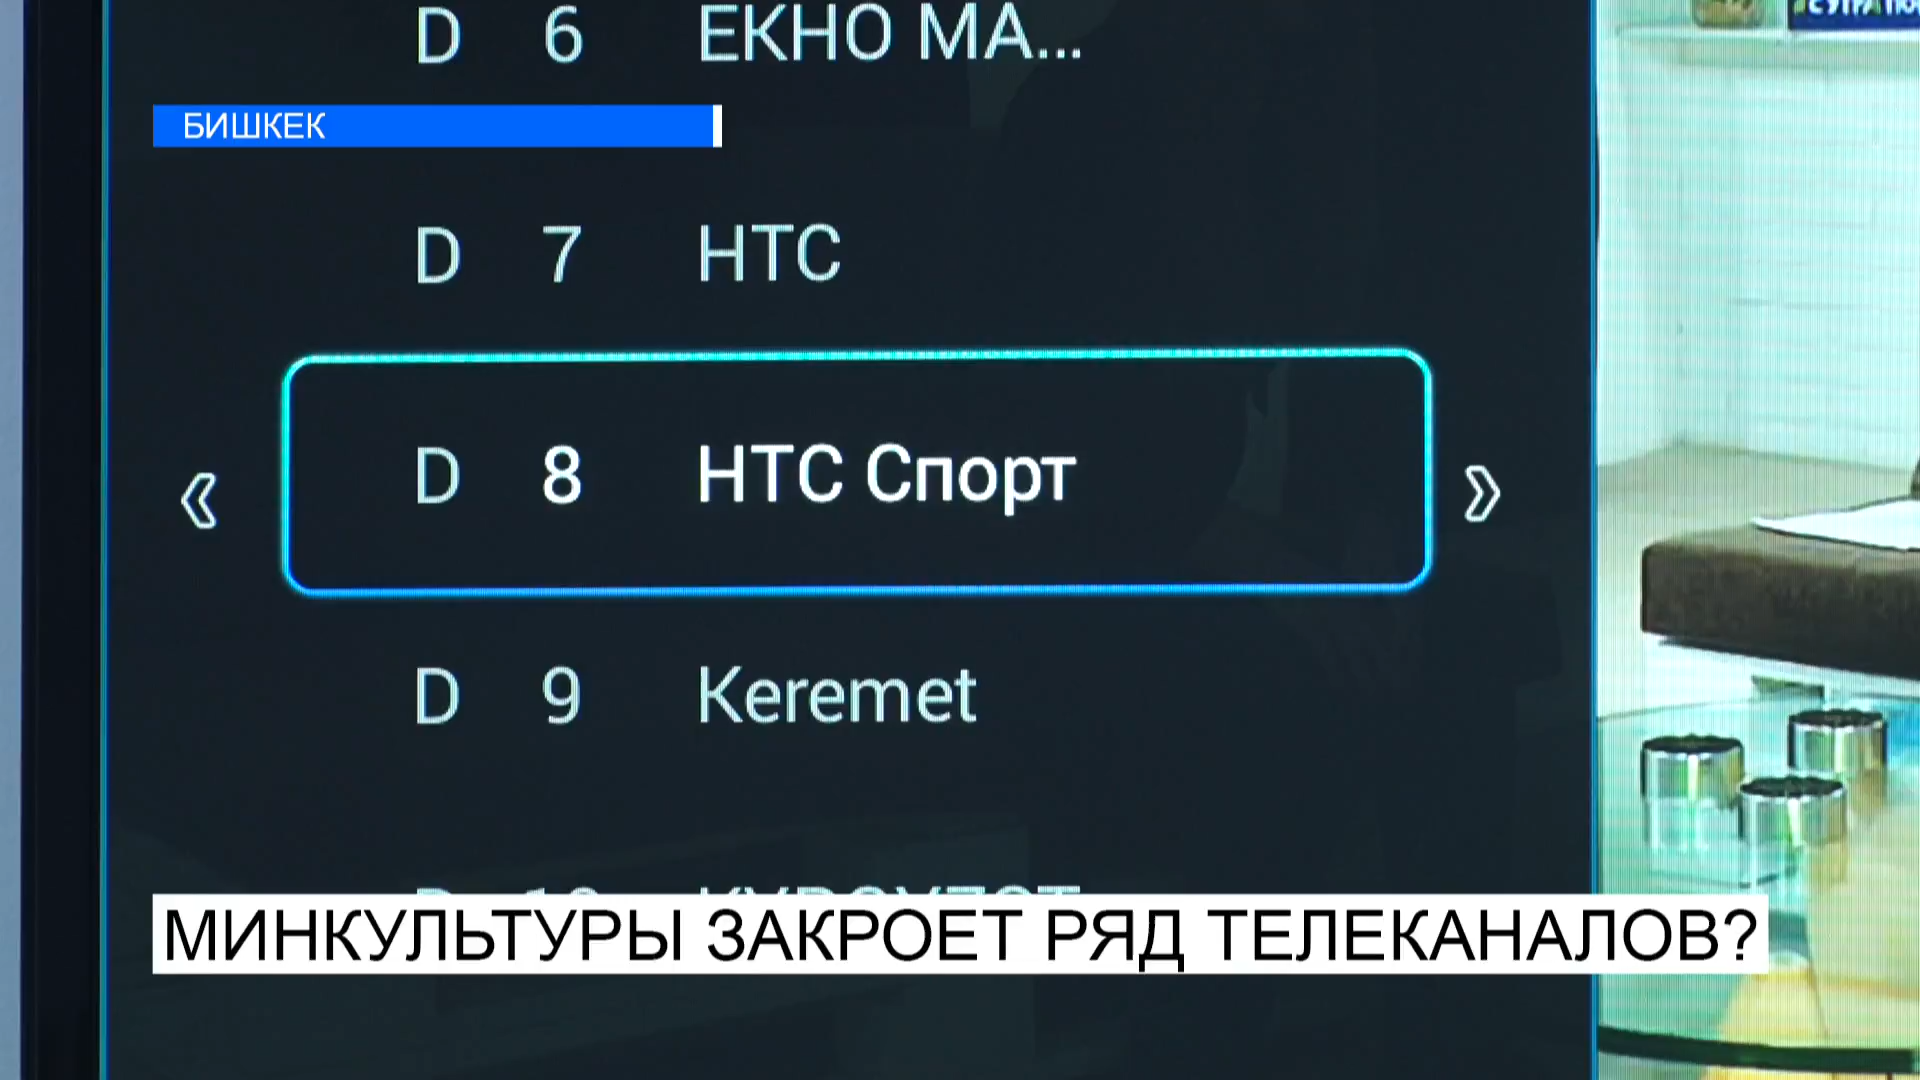 D 6 ЕКНО МА...
БИШКЕК
D 7 НТС
« D 8 НТС Спорт »
D 9 Keremet
МИНКУЛЬТУРЫ ЗАКРОЕТ РЯД ТЕЛЕКАНАЛОВ?